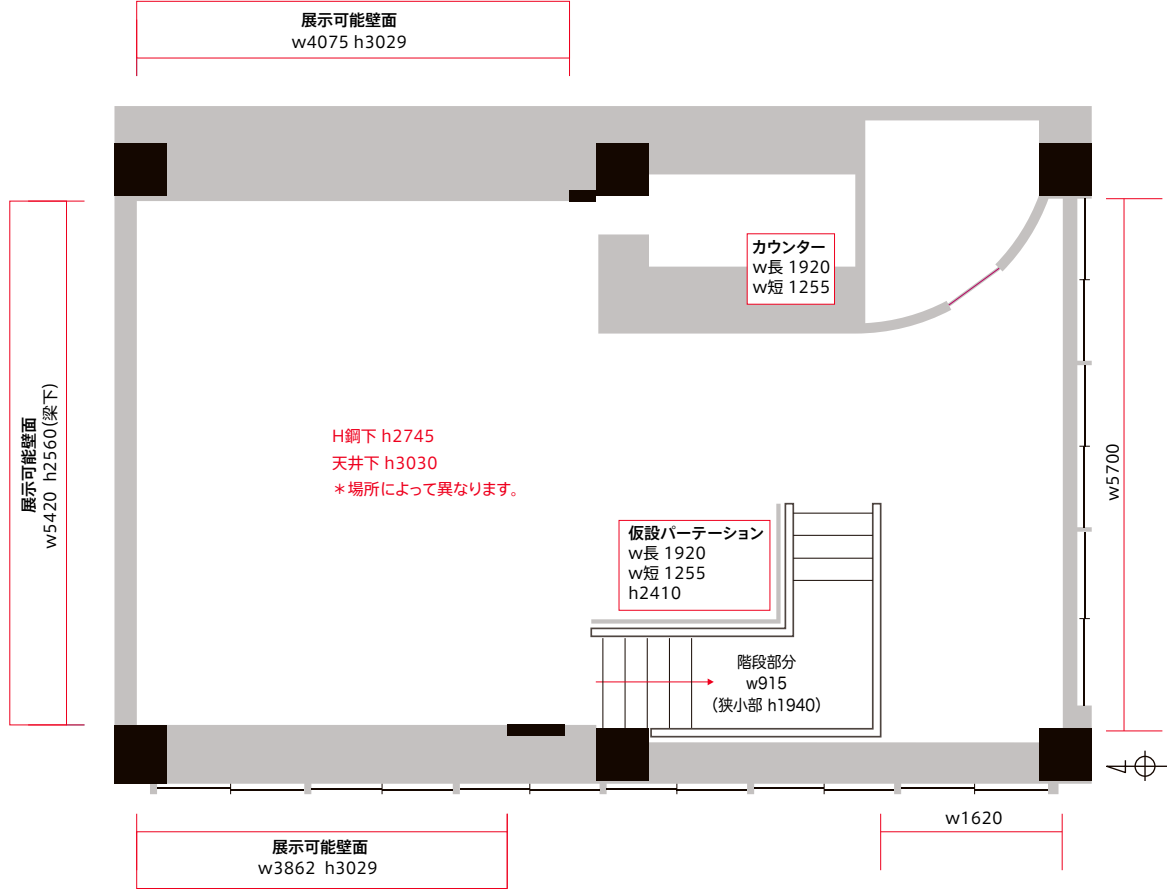 展示可能壁面
w4075 h3029
カウンター
w長 1920
w短 1255
展示可能壁面
w5420 h2560(梁下)
H鋼下 h2745
天井下 h3030
＊場所によって異なります。
w5700
仮設パーテーション
w長 1920
w短 1255
h2410
階段部分
w915
(狭小部 h1940)
w1620
展示可能壁面
w3862 h3029